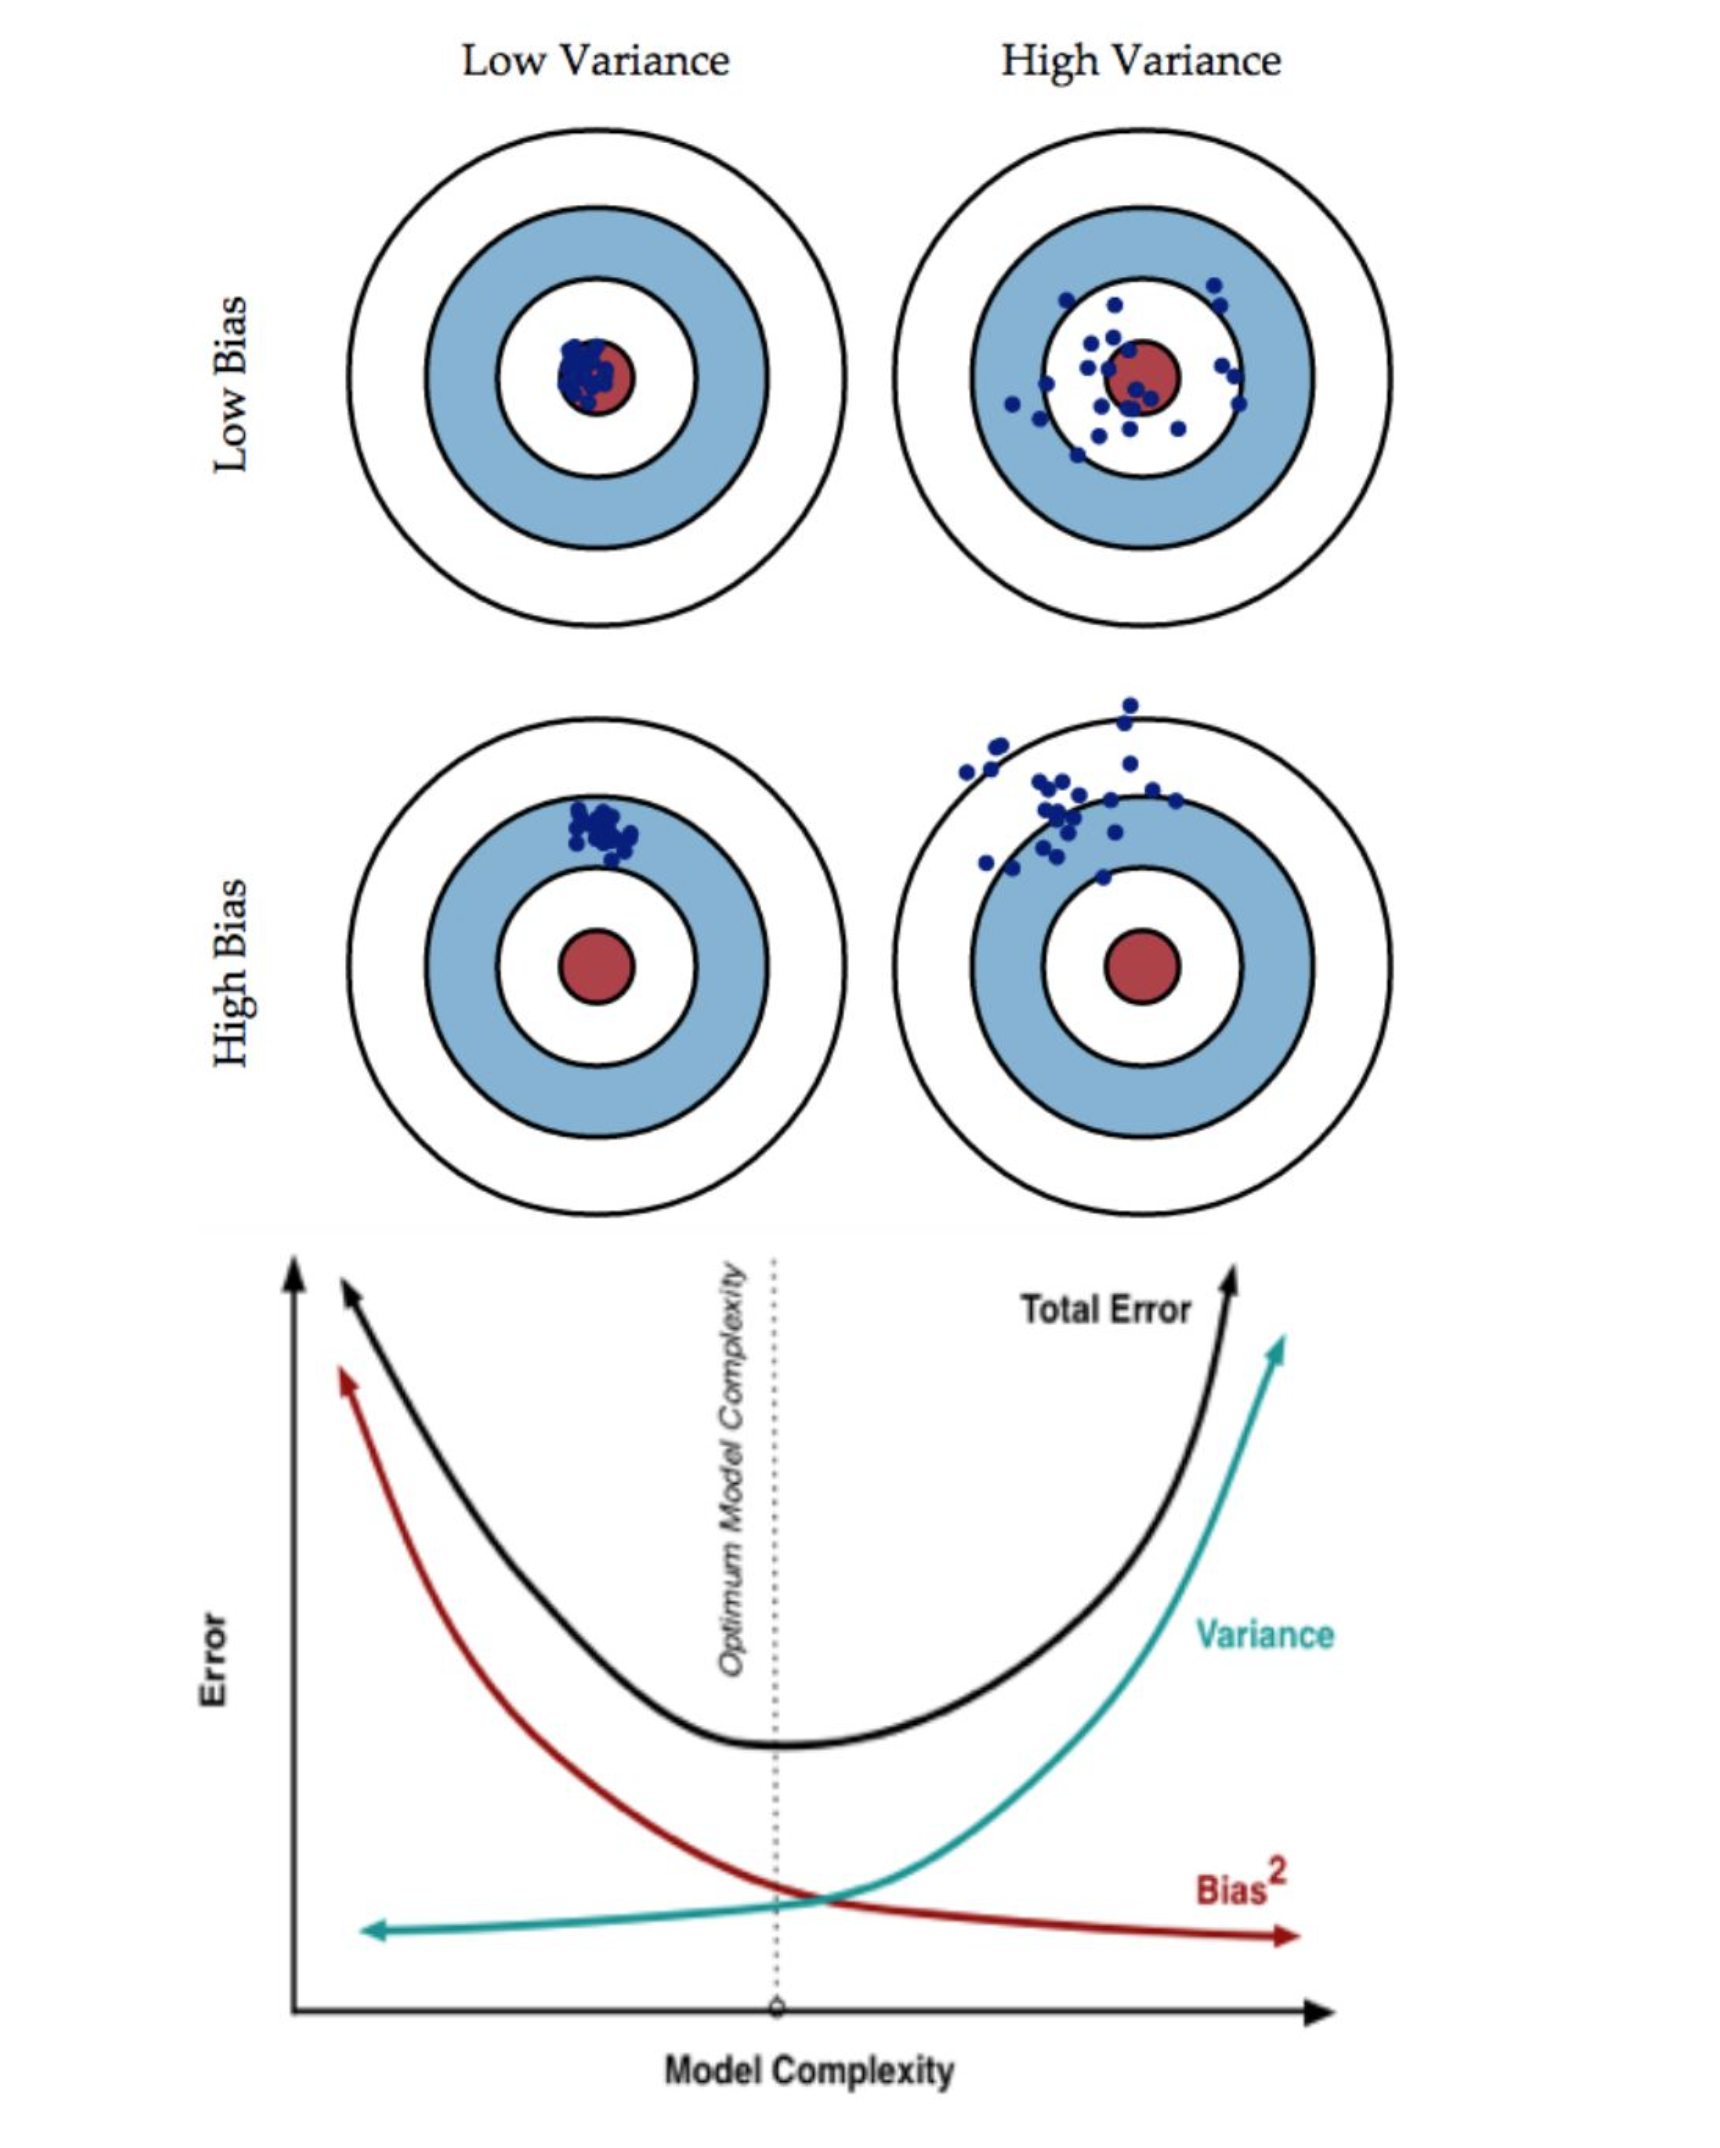 Low Variance
High Variance
Low Bias
High Bias
Optimum Model Complexity
Total Error
Variance
Bias²
Error
Model Complexity